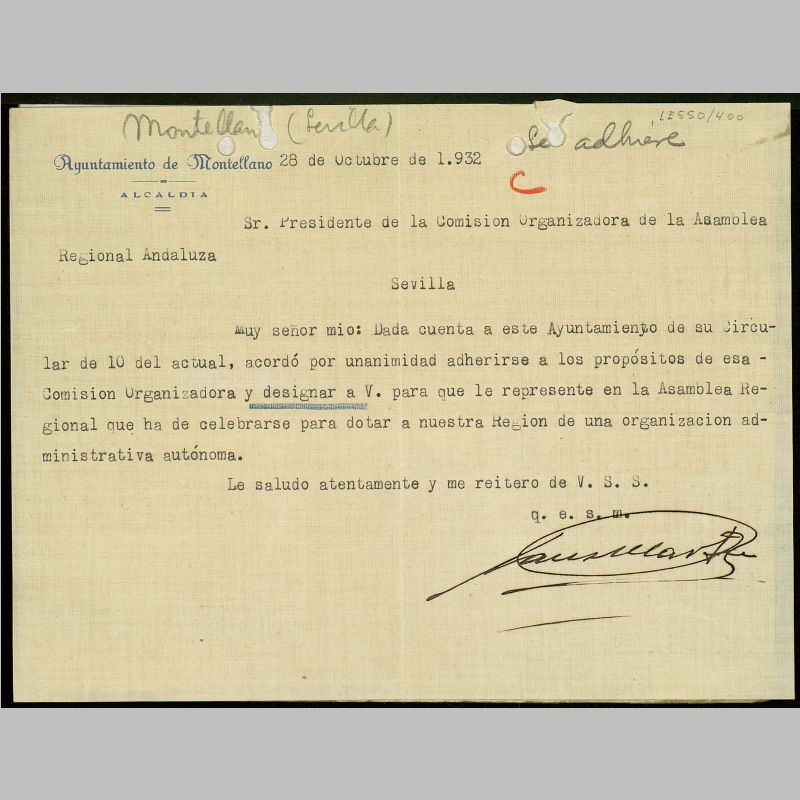 LE550/400
Montellano (Sevilla)
Se adhiere
Ayuntamiento de Montellano 28 de Octubre de 1.932
ALCALDIA
Sr. Presidente de la Comision Organizadora de la Asamblea
Regional Andaluza
Sevilla
Muy señor mio: Dada cuenta a este Ayuntamiento de su Circu-
lar de 10 del actual, acordó por unanimidad adherirse a los propósitos de esa -
Comision Organizadora y designar a V. para que le represente en la Asamblea Re-
gional que ha de celebrarse para dotar a nuestra Region de una organizacion ad-
ministrativa autónoma.
Le saludo atentamente y me reitero de V. S. S.
q. e. s. m.